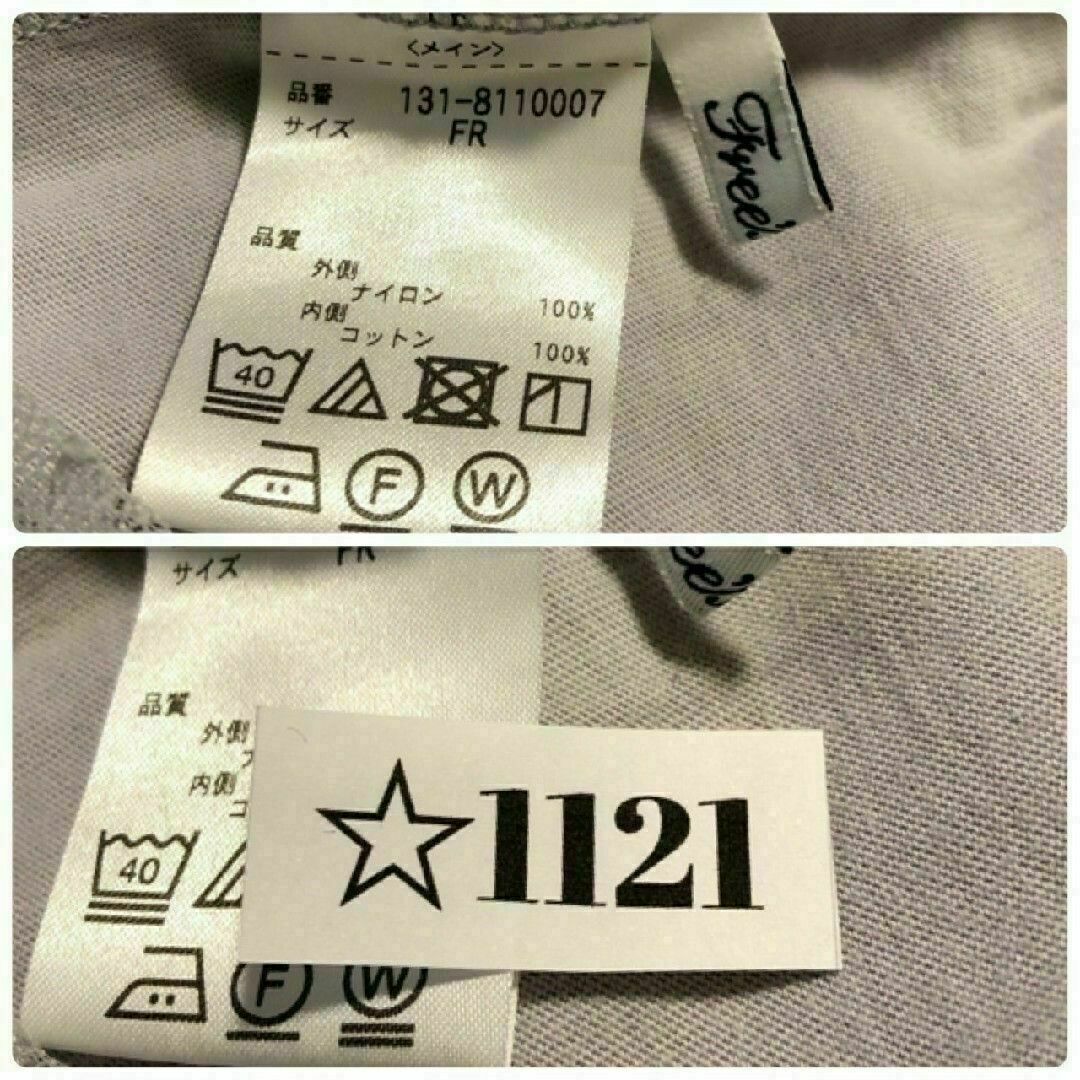 〈メイン〉
品番 131-8110007
サイズ FR
品質
外側
ナイロン 100%
内側
コットン 100%
40
F
W
サイズ FR
品質
外側
内側
40
F
W
☆1121